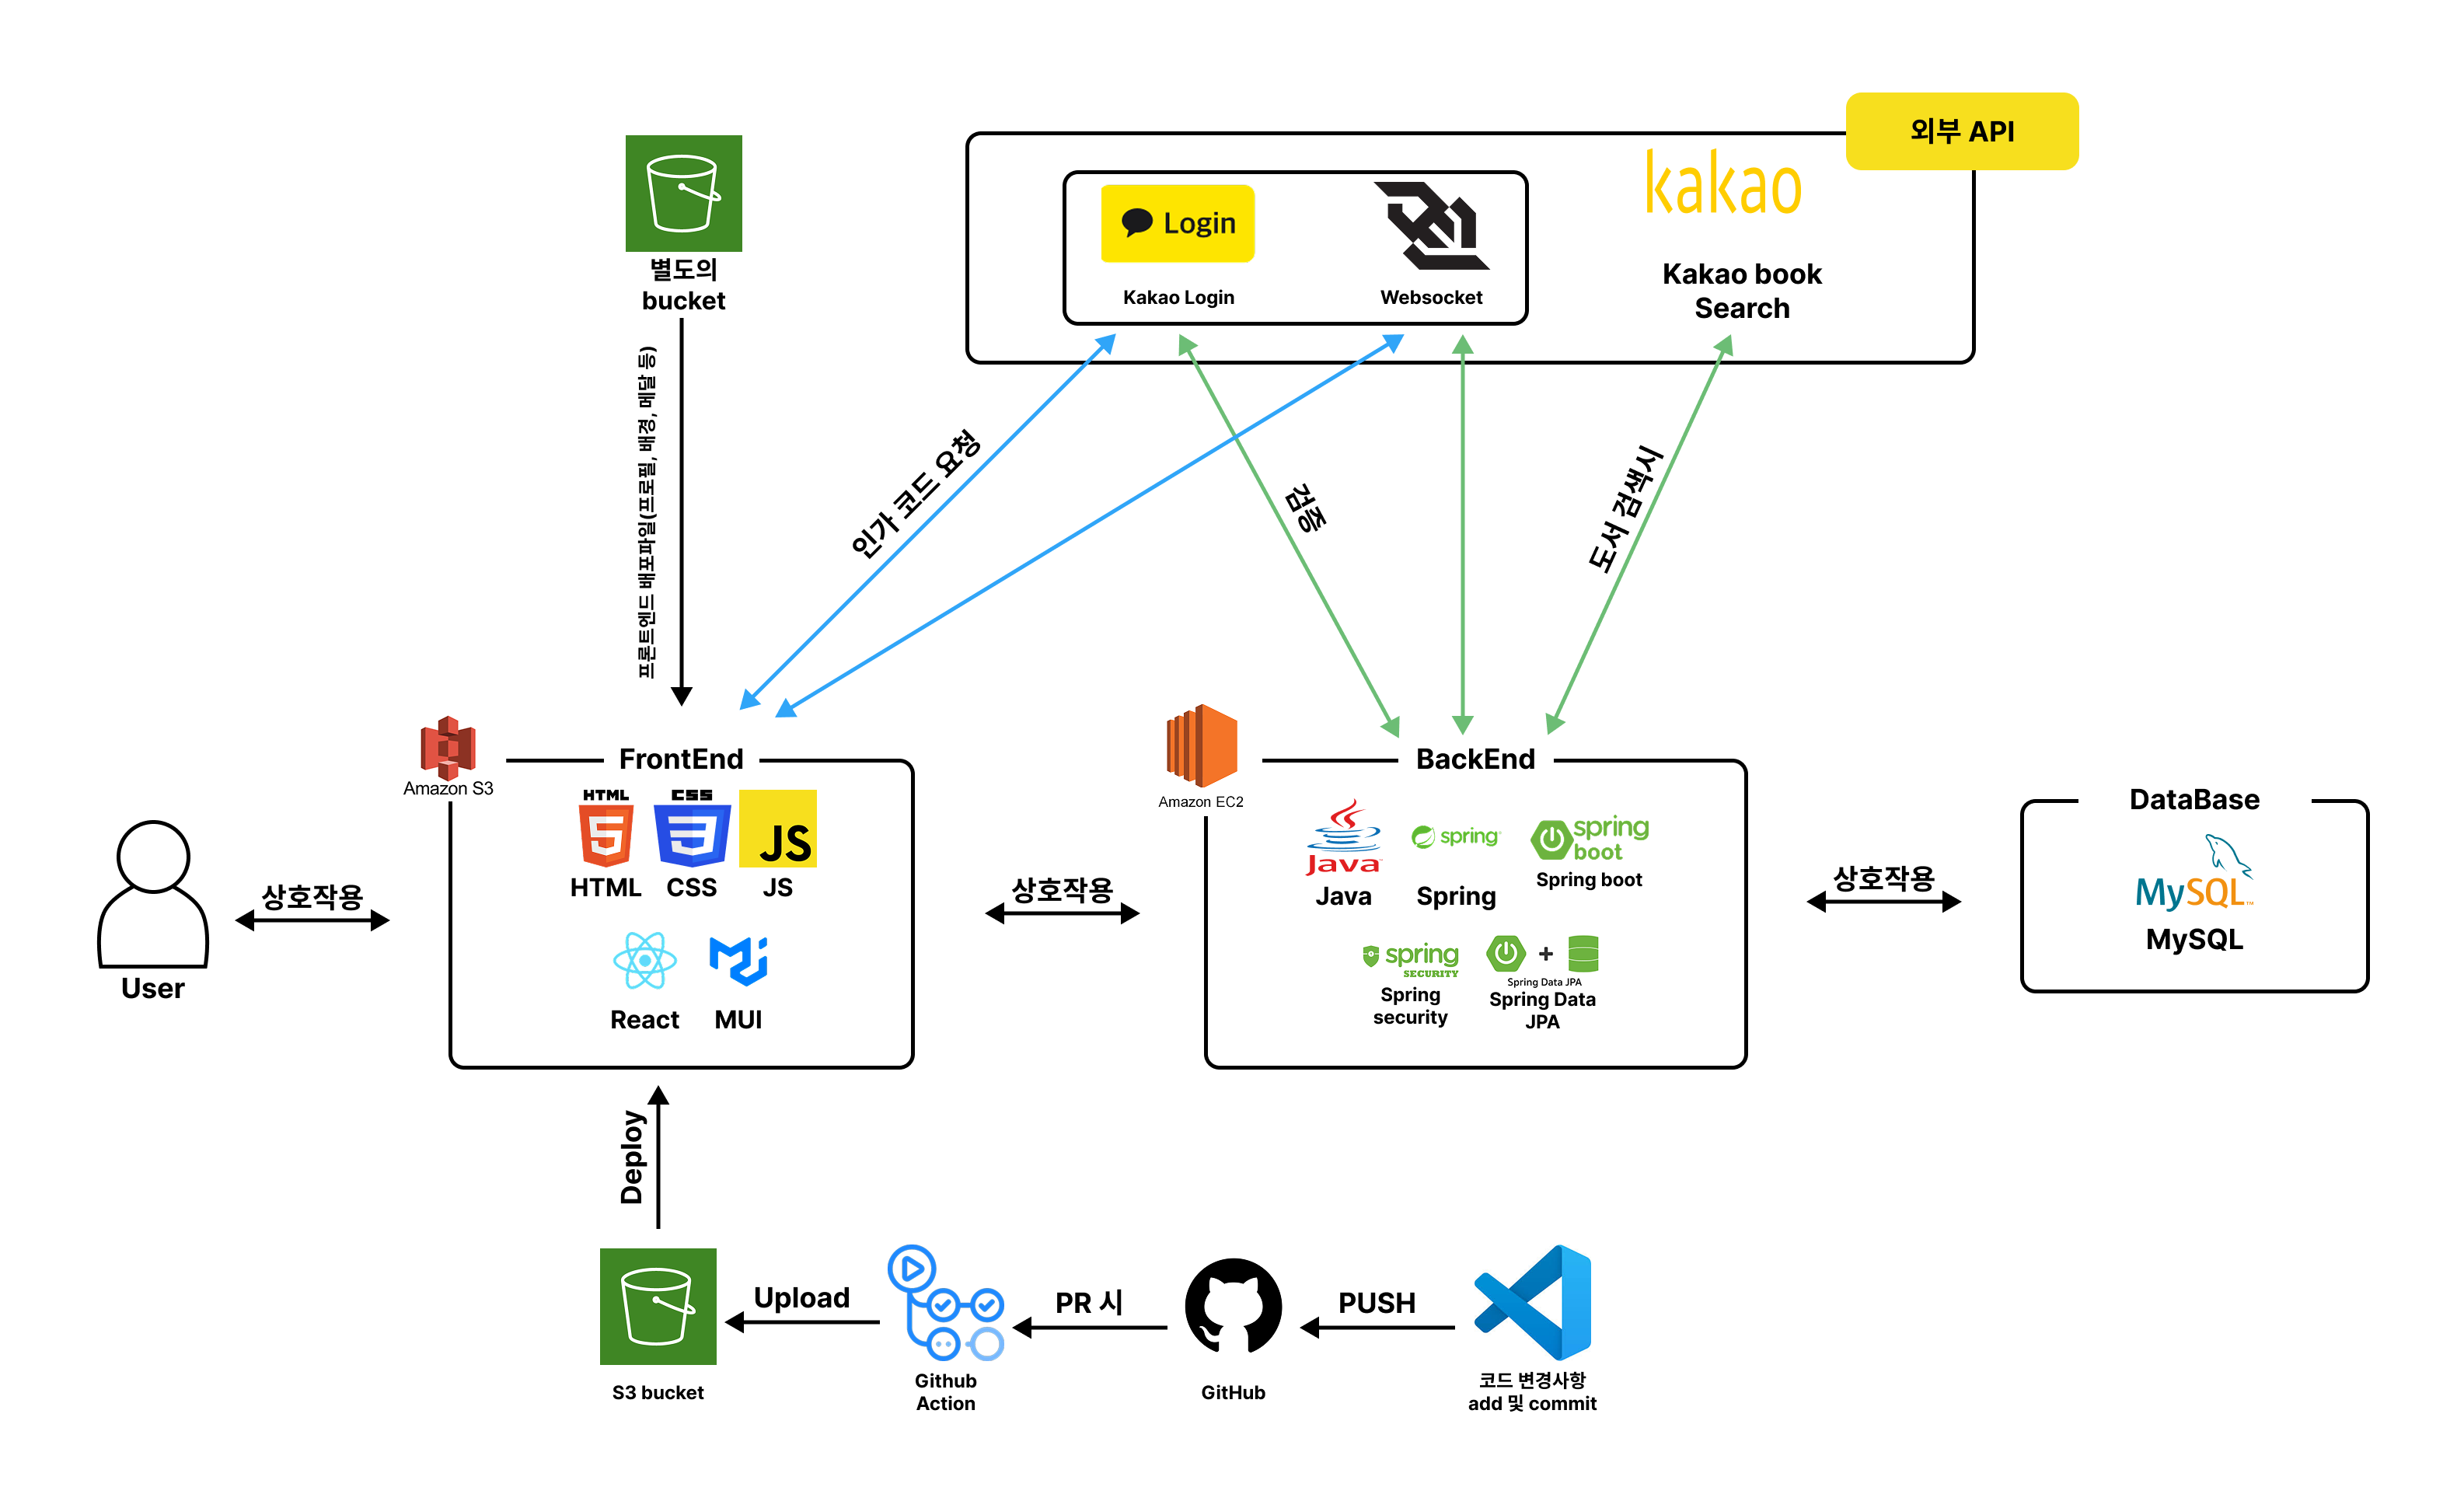 외부 API
Login
Kakao Login
Websocket
kakao
Kakao book
Search
별도의
bucket
프론트엔드 배포파일(프로필, 배경, 메달 등)
인가 코드 요청
검증
도서 검색시
Amazon S3
FrontEnd
HTML
CSS
JS
HTML
CSS
JS
React
MUI
Amazon EC2
BackEnd
Java
spring
spring
boot
Java
Spring
Spring boot
spring
SECURITY
Spring
security
Spring Data JPA
Spring Data
JPA
DataBase
MySQL
MySQL
User
상호작용
상호작용
상호작용
Deploy
S3 bucket
Upload
Github
Action
PR 시
GitHub
PUSH
코드 변경사항
add 및 commit